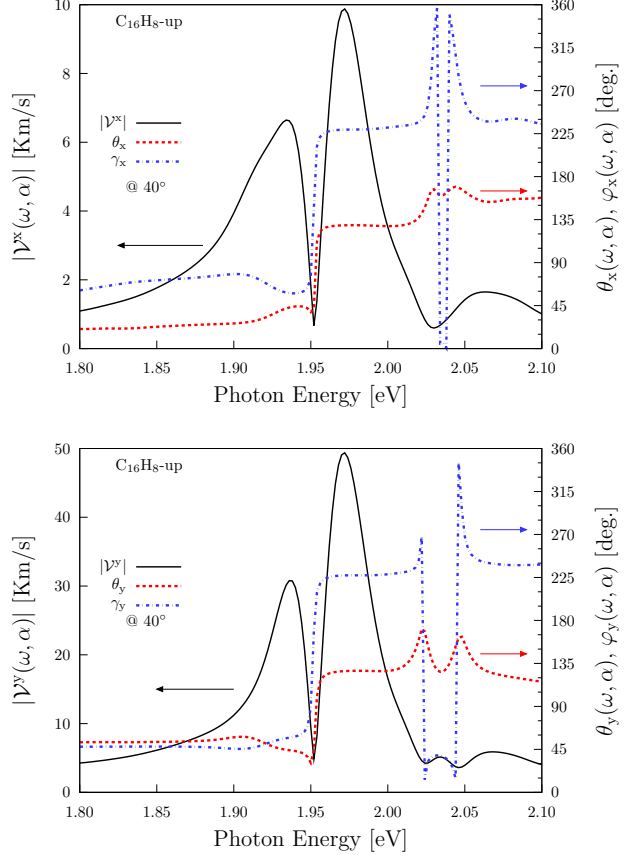 C₁₆H₈-up
|𝒱ˣ|
θₓ
γₓ
@ 40°
|𝒱ˣ(ω, α)| [Km/s]
θₓ(ω, α), φₓ(ω, α) [deg.]
10
8
6
4
2
0
360
315
270
225
180
135
90
45
0
1.80 1.85 1.90 1.95 2.00 2.05 2.10
Photon Energy [eV]
C₁₆H₈-up
|𝒱ʸ|
θ_y
γ_y
@ 40°
|𝒱ʸ(ω, α)| [Km/s]
θ_y(ω, α), φ_y(ω, α) [deg.]
50
40
30
20
10
0
360
315
270
225
180
135
90
45
0
1.80 1.85 1.90 1.95 2.00 2.05 2.10
Photon Energy [eV]